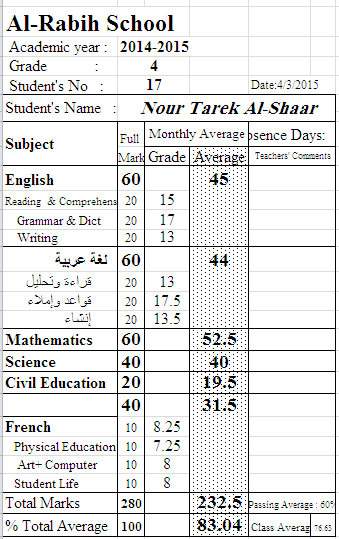 Al-Rabih School
Academic year : 2014-2015
Grade : 4
Student's No : 17 Date:4/3/2015
Student's Name : Nour Tarek Al-Shaar
Subject Full Mark Monthly Average Grade Average sence Days: Teachers' Comments
English 60 45
Reading & Comprehens 20 15
Grammar & Dict 20 17
Writing 20 13
لغة عربية 60 44
قراءة وتحليل 20 13
قواعد وإملاء 20 17.5
إنشاء 20 13.5
Mathematics 60 52.5
Science 40 40
Civil Education 20 19.5
40 31.5
French 10 8.25
Physical Education 10 7.25
Art+ Computer 10 8
Student Life 10 8
Total Marks 280 232.5 Passing Average : 60%
% Total Average 100 83.04 Class Averag 76.63